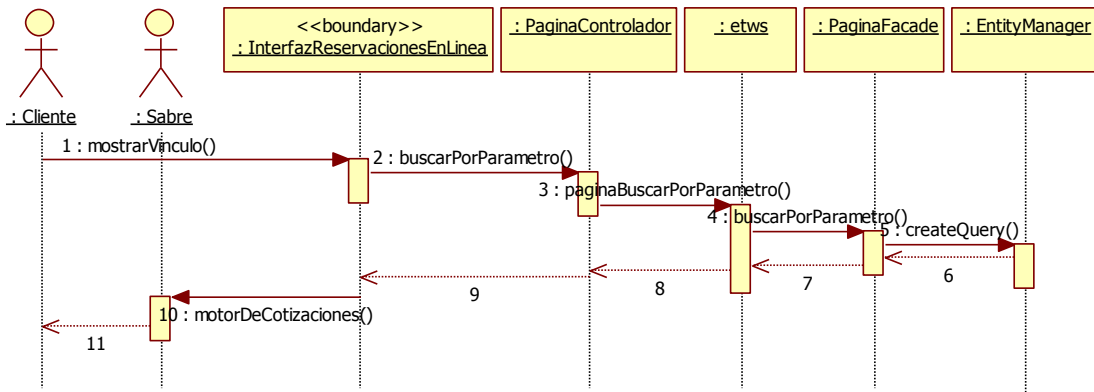 <<boundary>>
: InterfazReservacionesEnLinea
: PaginaControlador
: etws
: PaginaFacade
: EntityManager
: Cliente
: Sabre
1 : mostrarVinculo()
2 : buscarPorParametro()
3 : paginaBuscarPorParametro()
4 : buscarPorParametro()
5 : createQuery()
6
7
8
9
10 : motorDeCotizaciones()
11